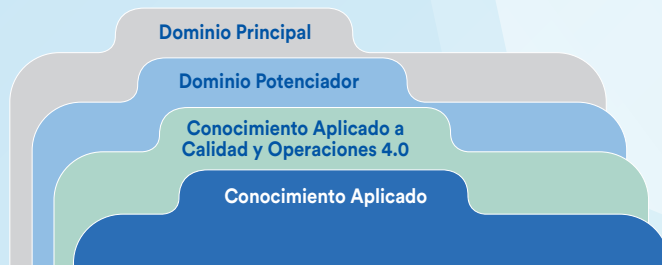 Dominio Principal
Dominio Potenciador
Conocimiento Aplicado a
Calidad y Operaciones 4.0
Conocimiento Aplicado